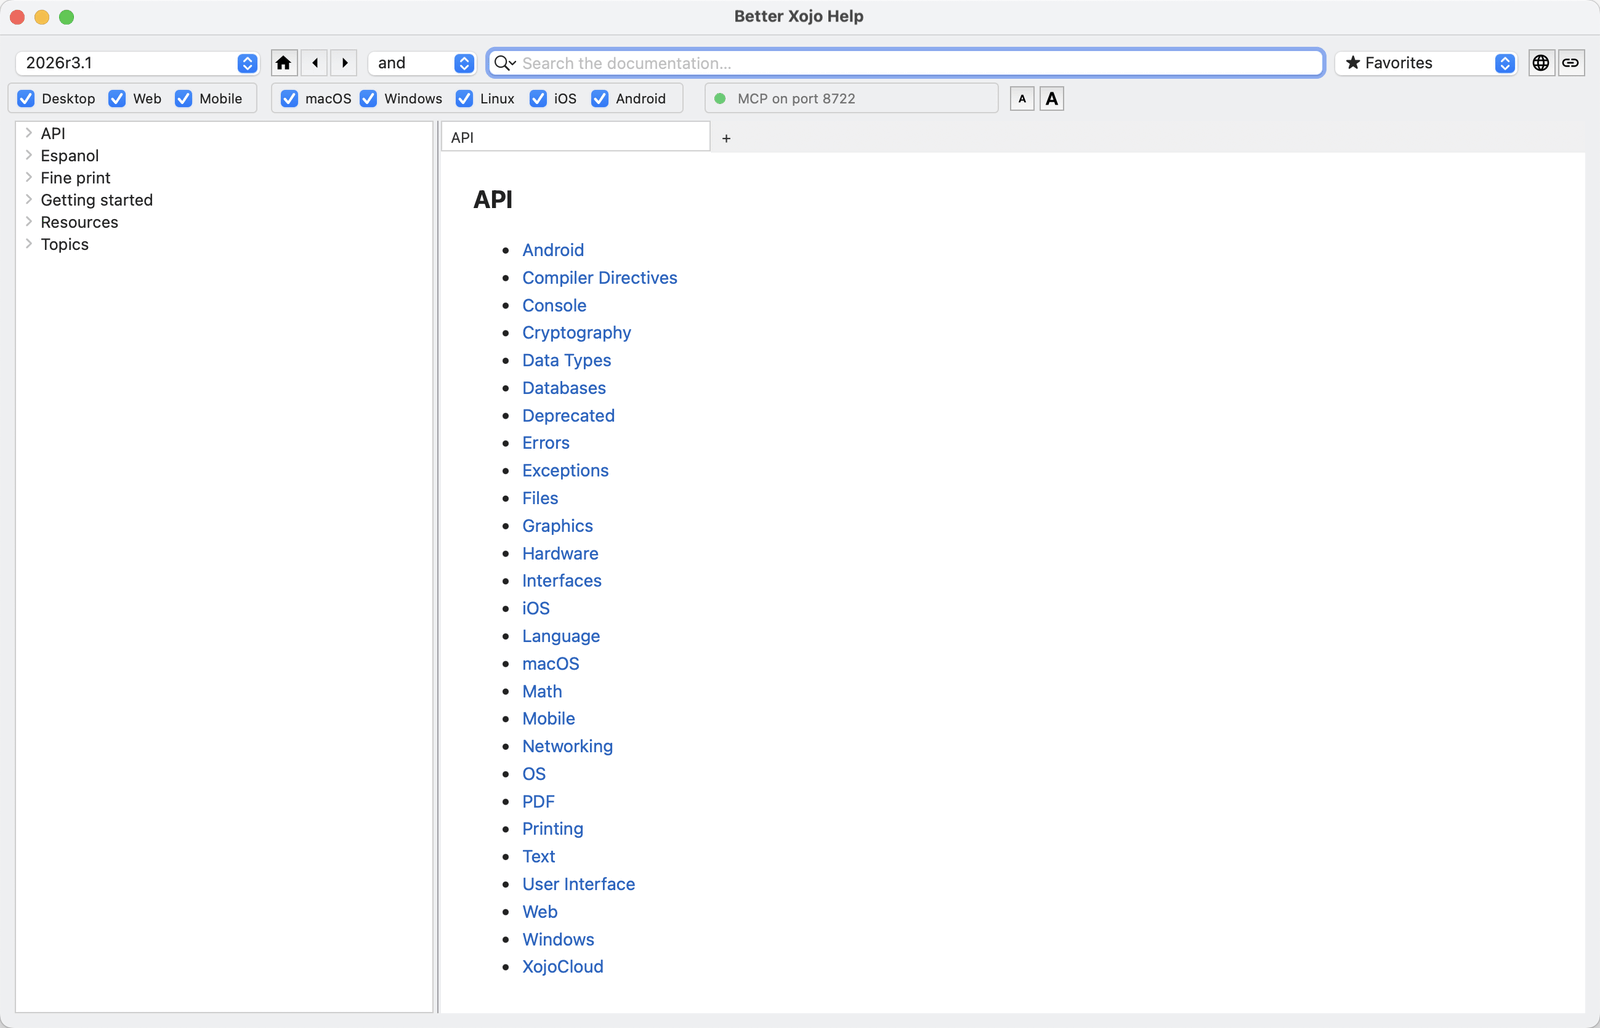 Better Xojo Help
2026r3.1
and
Search the documentation...
★ Favorites
Desktop
Web
Mobile
macOS
Windows
Linux
iOS
Android
MCP on port 8722
A
A
API
Espanol
Fine print
Getting started
Resources
Topics
API
+
API
Android
Compiler Directives
Console
Cryptography
Data Types
Databases
Deprecated
Errors
Exceptions
Files
Graphics
Hardware
Interfaces
iOS
Language
macOS
Math
Mobile
Networking
OS
PDF
Printing
Text
User Interface
Web
Windows
XojoCloud